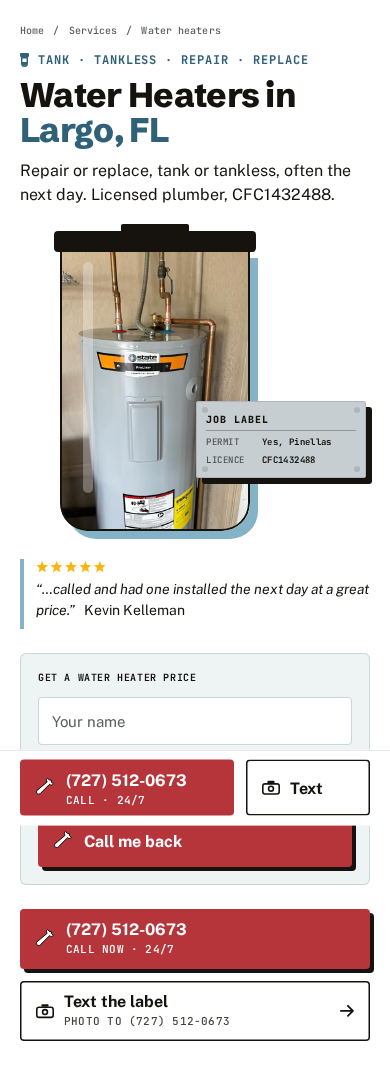 Home / Services / Water heaters
TANK · TANKLESS · REPAIR · REPLACE
Water Heaters in
Largo, FL
Repair or replace, tank or tankless, often the
next day. Licensed plumber, CFC1432488.
state
ProLine
JOB LABEL
PERMIT Yes, Pinellas
LICENCE CFC1432488
“…called and had one installed the next day at a great
price.” Kevin Kelleman
GET A WATER HEATER PRICE
Your name
(727) 512-0673
CALL · 24/7
Text
Call me back
(727) 512-0673
CALL NOW · 24/7
Text the label
PHOTO TO (727) 512-0673